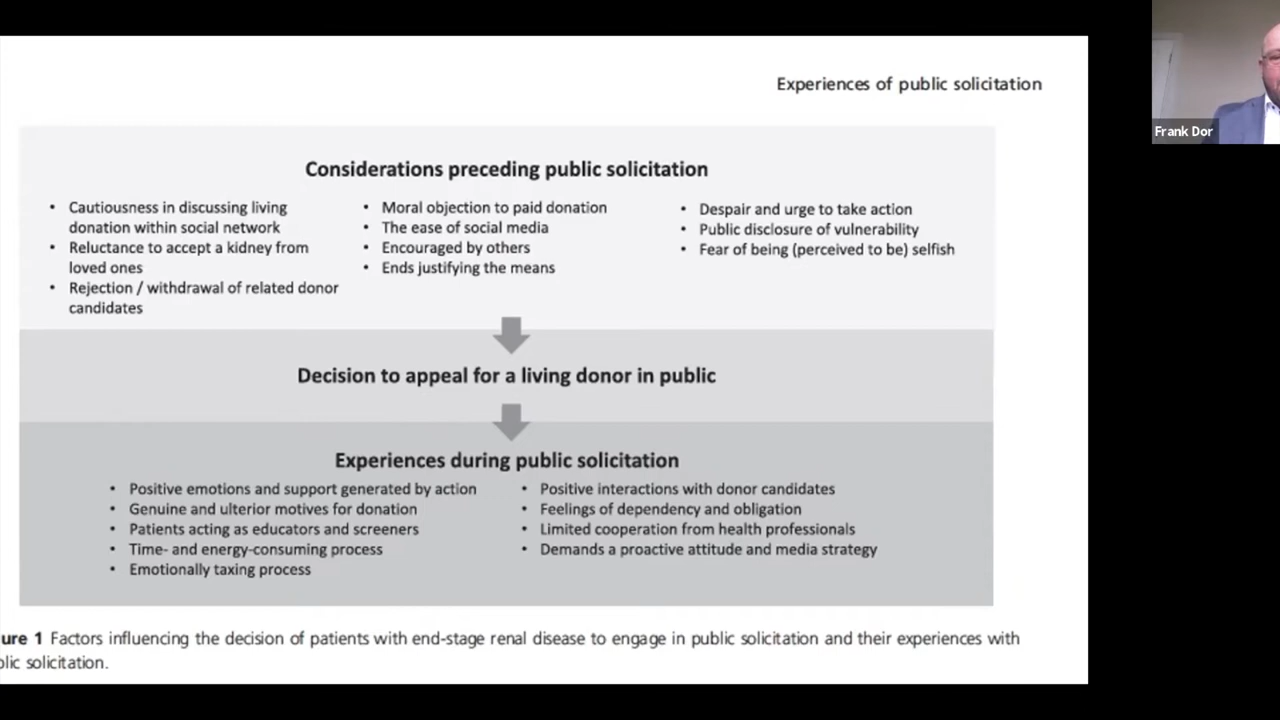 Experiences of public solicitation
Frank Dor
Considerations preceding public solicitation
• Cautiousness in discussing living
donation within social network
• Reluctance to accept a kidney from
loved ones
• Rejection / withdrawal of related donor
candidates
• Moral objection to paid donation
• The ease of social media
• Encouraged by others
• Ends justifying the means
• Despair and urge to take action
• Public disclosure of vulnerability
• Fear of being (perceived to be) selfish
Decision to appeal for a living donor in public
Experiences during public solicitation
• Positive emotions and support generated by action
• Genuine and ulterior motives for donation
• Patients acting as educators and screeners
• Time- and energy-consuming process
• Emotionally taxing process
• Positive interactions with donor candidates
• Feelings of dependency and obligation
• Limited cooperation from health professionals
• Demands a proactive attitude and media strategy
ure 1 Factors influencing the decision of patients with end-stage renal disease to engage in public solicitation and their experiences with
lic solicitation.